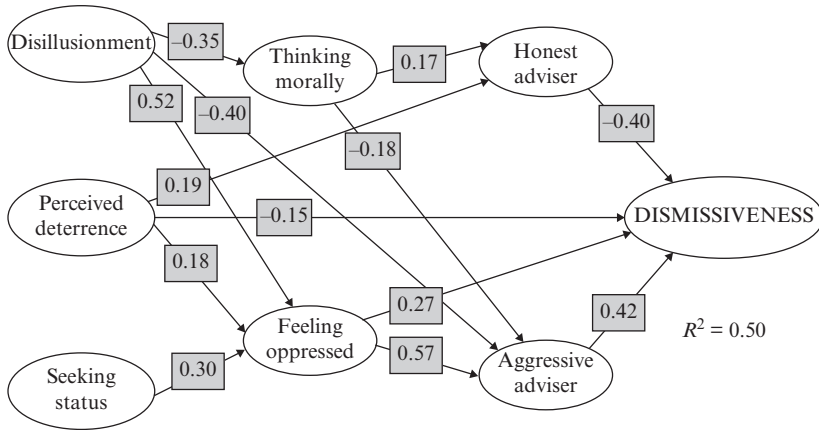 Disillusionment
–0.35
Thinking
morally
0.17
Honest
adviser
0.52
–0.40
–0.40
–0.18
0.19
Perceived
deterrence
–0.15
DISMISSIVENESS
0.18
0.27
0.42
R² = 0.50
Feeling
oppressed
0.30
0.57
Aggressive
adviser
Seeking
status